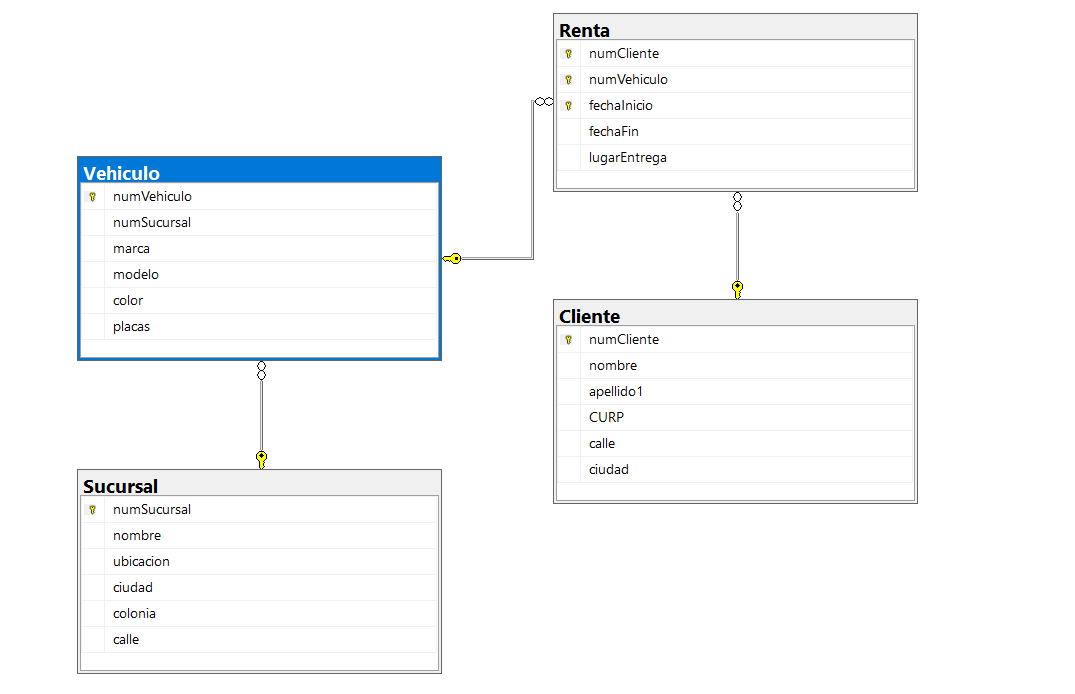 Renta
numCliente
numVehiculo
fechaInicio
fechaFin
lugarEntrega
Vehiculo
numVehiculo
numSucursal
marca
modelo
color
placas
Cliente
numCliente
nombre
apellido1
CURP
calle
ciudad
Sucursal
numSucursal
nombre
ubicacion
ciudad
colonia
calle